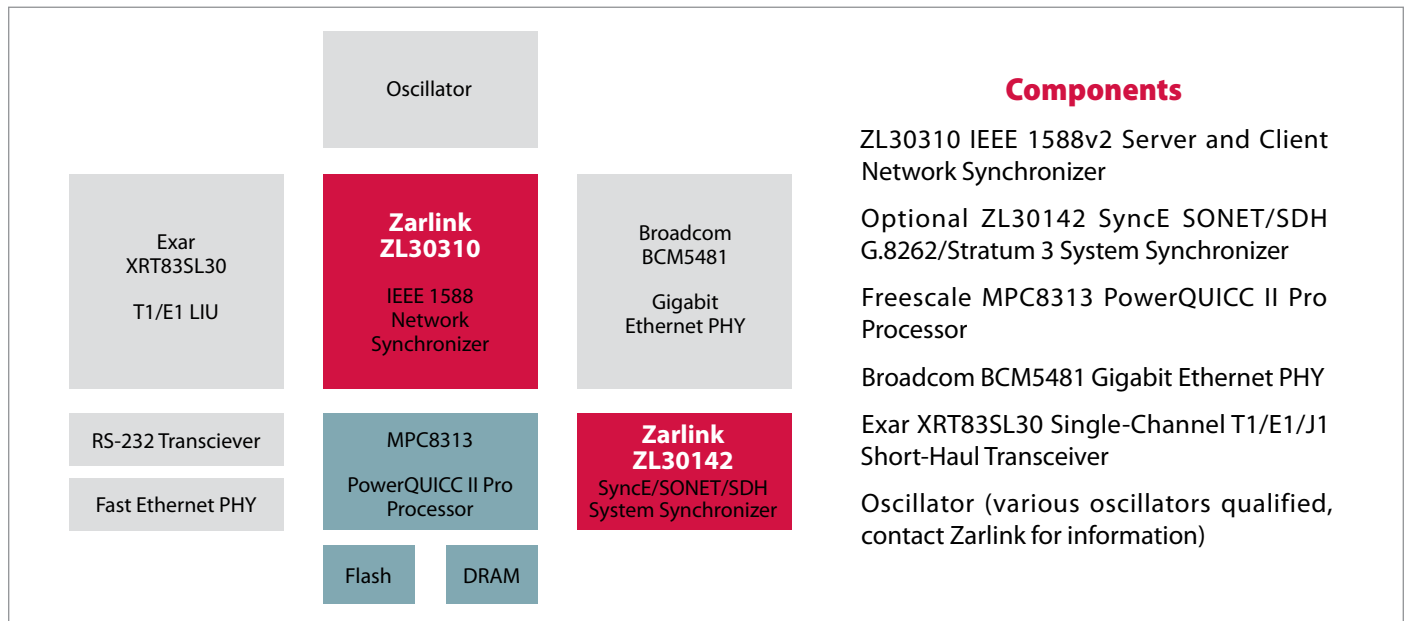 Oscillator
Exar
XRT83SL30
T1/E1 LIU
Zarlink
ZL30310
IEEE 1588
Network
Synchronizer
Broadcom
BCM5481
Gigabit
Ethernet PHY
RS-232 Transciever
Fast Ethernet PHY
MPC8313
PowerQUICC II Pro
Processor
Zarlink
ZL30142
SyncE/SONET/SDH
System Synchronizer
Flash
DRAM
Components
ZL30310 IEEE 1588v2 Server and Client
Network Synchronizer
Optional ZL30142 SyncE SONET/SDH
G.8262/Stratum 3 System Synchronizer
Freescale MPC8313 PowerQUICC II Pro
Processor
Broadcom BCM5481 Gigabit Ethernet PHY
Exar XRT83SL30 Single-Channel T1/E1/J1
Short-Haul Transceiver
Oscillator (various oscillators qualified,
contact Zarlink for information)